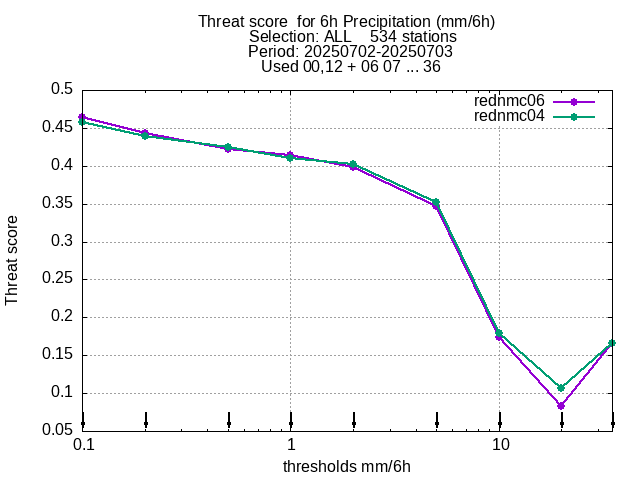 Threat score  for 6h Precipitation (mm/6h)
Selection: ALL    534 stations
Period: 20250702-20250703
Used 00,12 + 06 07 ... 36
rednmc06
rednmc04
0.5
0.45
0.4
0.35
0.3
0.25
0.2
0.15
0.1
0.05
Threat score
0.1 1 10
thresholds mm/6h